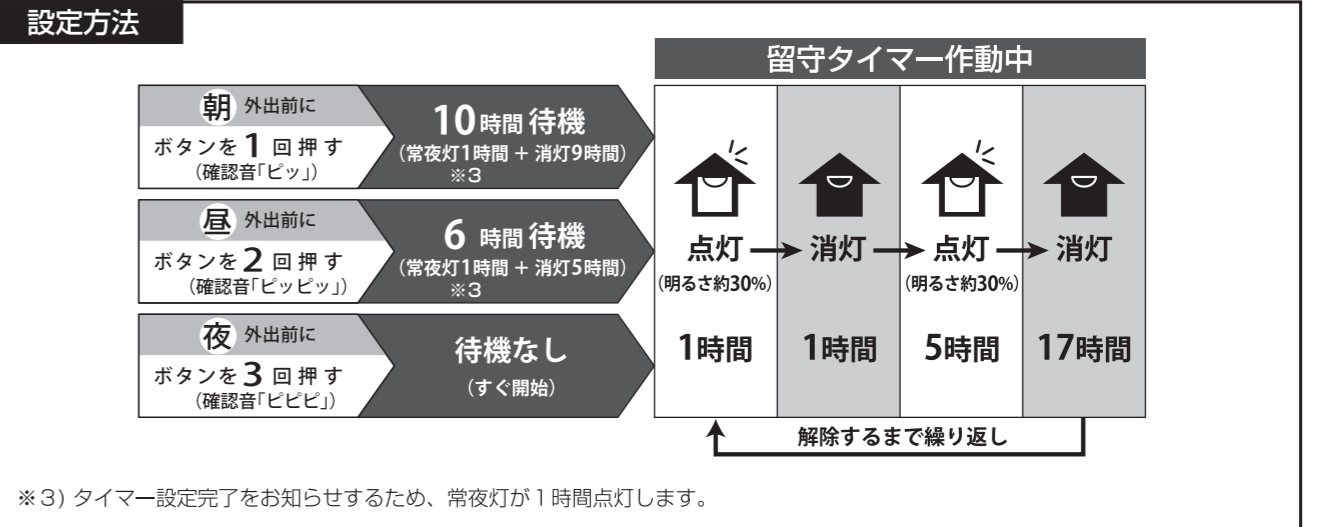 設定方法
留守タイマー作動中
朝 外出前に
ボタンを1回押す
（確認音「ピッ」）
10時間待機
（常夜灯1時間 + 消灯9時間）
※3
昼 外出前に
ボタンを2回押す
（確認音「ピッピッ」）
6時間待機
（常夜灯1時間 + 消灯5時間）
※3
夜 外出前に
ボタンを3回押す
（確認音「ピピピ」）
待機なし
（すぐ開始）
点灯 消灯 点灯 消灯
（明るさ約30%） （明るさ約30%）
1時間 1時間 5時間 17時間
解除するまで繰り返し
※3) タイマー設定完了をお知らせするため、常夜灯が1時間点灯します。